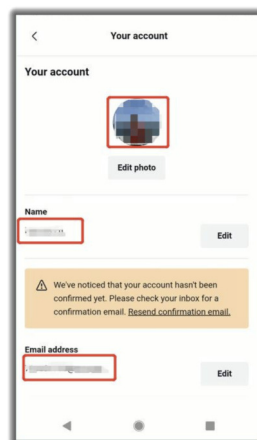 Your account
Your account
Edit photo
Name
Edit
We've noticed that your account hasn't been
confirmed yet. Please check your inbox for a
confirmation email. Resend confirmation email.
Email address
Edit